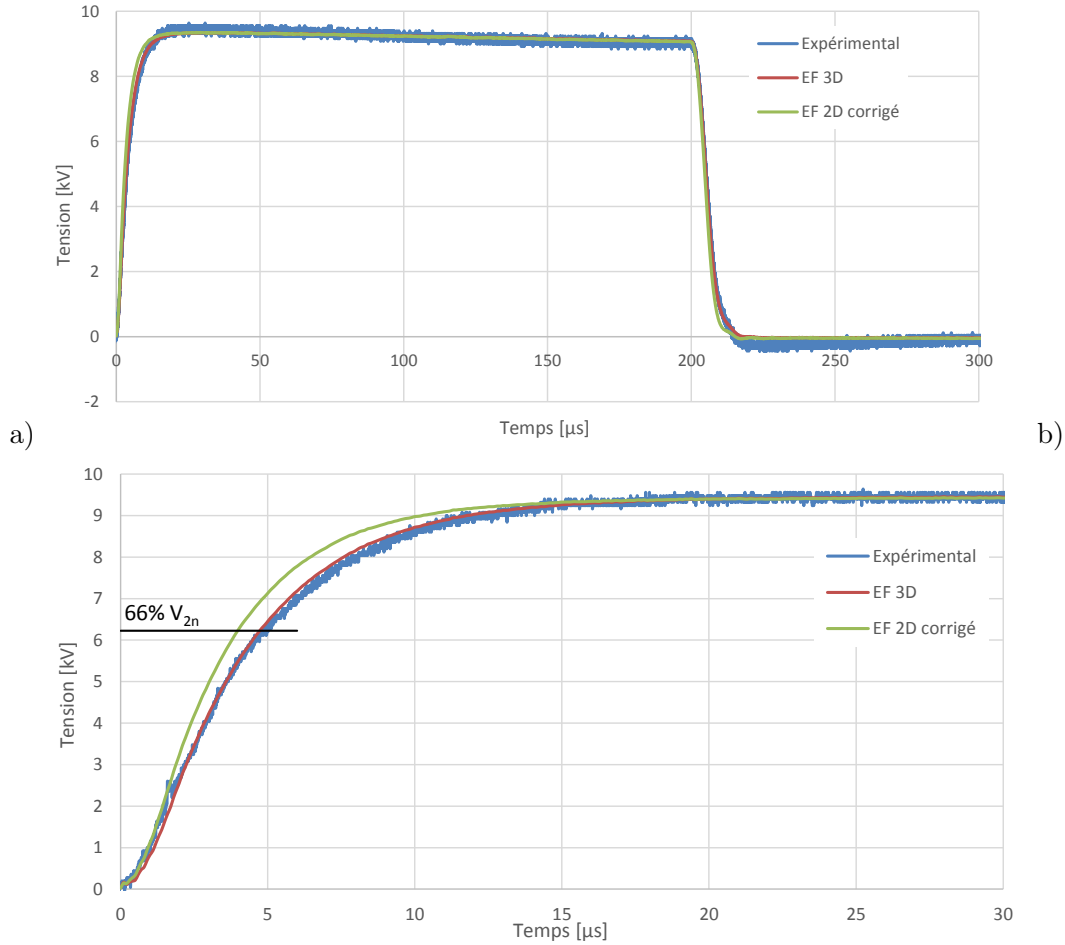 10
8
6
4
2
0
-2
Tension [kV]
0 50 100 150 200 250 300
Temps [µs]
Expérimental
EF 3D
EF 2D corrigé
a)
b)
10
9
8
7
6
5
4
3
2
1
0
Tension [kV]
66% V2n
Expérimental
EF 3D
EF 2D corrigé
0 5 10 15 20 25 30
Temps [µs]